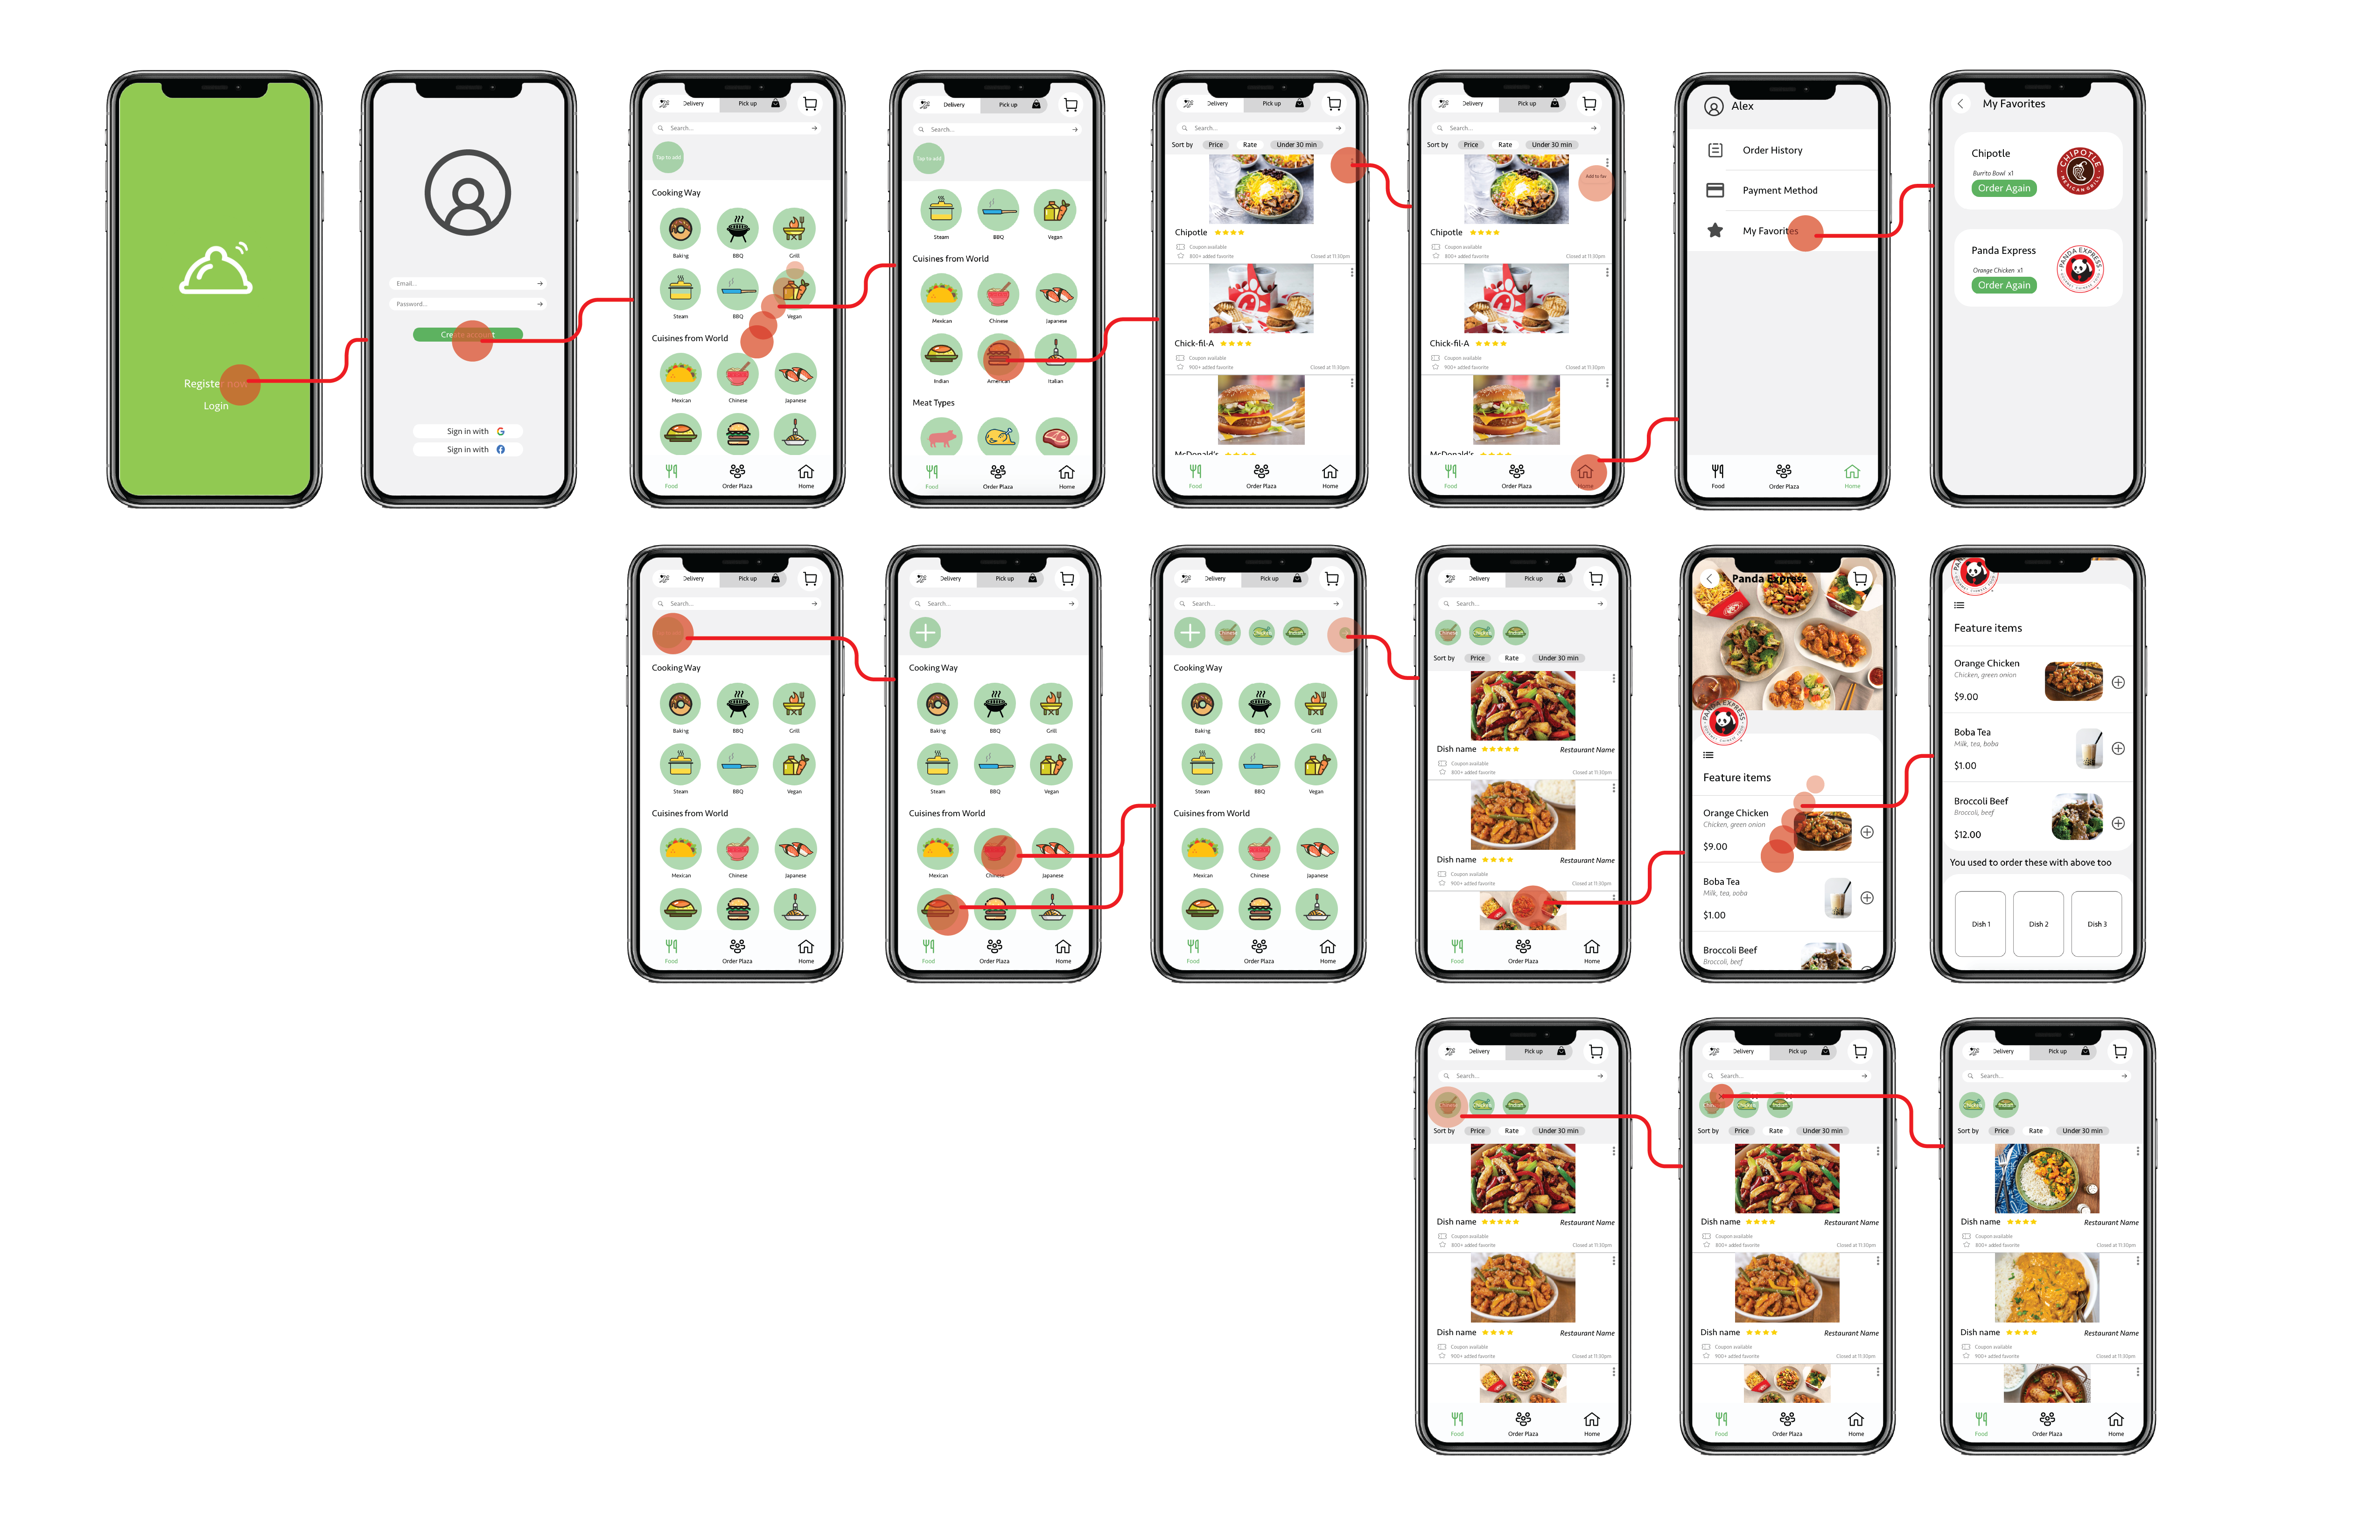 Register now
Login
Email...
Password...
Create account
Sign in with
Sign in with
Delivery Pick up
Search...
Tap to add
Cooking Way
Baking BBQ Grill
Steam BBQ Vegan
Cuisines from World
Mexican Chinese Japanese
Food Order Plaza Home
Delivery Pick up
Search...
Tap to add
Steam BBQ Vegan
Cuisines from World
Mexican Chinese Japanese
Indian American Italian
Meat Types
Food Order Plaza Home
Delivery Pick up
Search...
Sort by Price Rate Under 30 min
Chipotle
Coupon available
800+ added favorite Closed at 11:30pm
Chick-fil-A
Coupon available
900+ added favorite Closed at 11:30pm
McDonald's
Food Order Plaza Home
Delivery Pick up
Search...
Sort by Price Rate Under 30 min
Add to fav
Chipotle
Coupon available
800+ added favorite Closed at 11:30pm
Chick-fil-A
Coupon available
900+ added favorite Closed at 11:30pm
McDonald's
Food Order Plaza Home
Alex
Order History
Payment Method
My Favorites
Food Order Plaza Home
My Favorites
Chipotle
Burrto Bowl x1
Order Again
CHIPOTLE
MEXICAN GRILL
Panda Express
Orange Chicken x1
Order Again
PANDA EXPRESS
GOURMET CHINESE FOOD
Delivery Pick up
Search...
Cooking Way
Baking BBQ Grill
Steam BBQ Vegan
Cuisines from World
Mexican Chinese Japanese
Food Order Plaza Home
Delivery Pick up
Search...
Cooking Way
Baking BBQ Grill
Steam BBQ Vegan
Cuisines from World
Mexican Chinese Japanese
Food Order Plaza Home
Delivery Pick up
Search...
Chinese
Cooking Way
Baking BBQ Grill
Steam BBQ Vegan
Cuisines from World
Mexican Chinese Japanese
Food Order Plaza Home
Delivery Pick up
Search...
Chinese
Sort by Price Rate Under 30 min
Dish name Restaurant Name
Coupon available
800+ added favorite Closed at 11:30pm
Dish name Restaurant Name
Coupon available
900+ added favorite Closed at 11:30pm
Food Order Plaza Home
Panda Express
PANDA EXPRESS
Feature items
Orange Chicken
Chicken, green onion
$9.00
Boba Tea
Milk, tea, boba
$1.00
Broccoli Beef
Broccoli, beef
Feature items
Orange Chicken
Chicken, green onion
$9.00
Boba Tea
Milk, tea, boba
$1.00
Broccoli Beef
Broccoli, beef
$12.00
You used to order these with above too
Dish 1 Dish 2 Dish 3
Delivery Pick up
Search...
Sort by Price Rate Under 30 min
Dish name Restaurant Name
Coupon available
800+ added favorite Closed at 11:30pm
Dish name Restaurant Name
Coupon available
900+ added favorite Closed at 11:30pm
Food Order Plaza Home
Delivery Pick up
Search...
Sort by Price Rate Under 30 min
Dish name Restaurant Name
Coupon available
800+ added favorite Closed at 11:30pm
Dish name Restaurant Name
Coupon available
900+ added favorite Closed at 11:30pm
Food Order Plaza Home
Delivery Pick up
Search...
Sort by Price Rate Under 30 min
Dish name Restaurant Name
Coupon available
800+ added favorite Closed at 11:30pm
Dish name Restaurant Name
Coupon available
900+ added favorite Closed at 11:30pm
Food Order Plaza Home